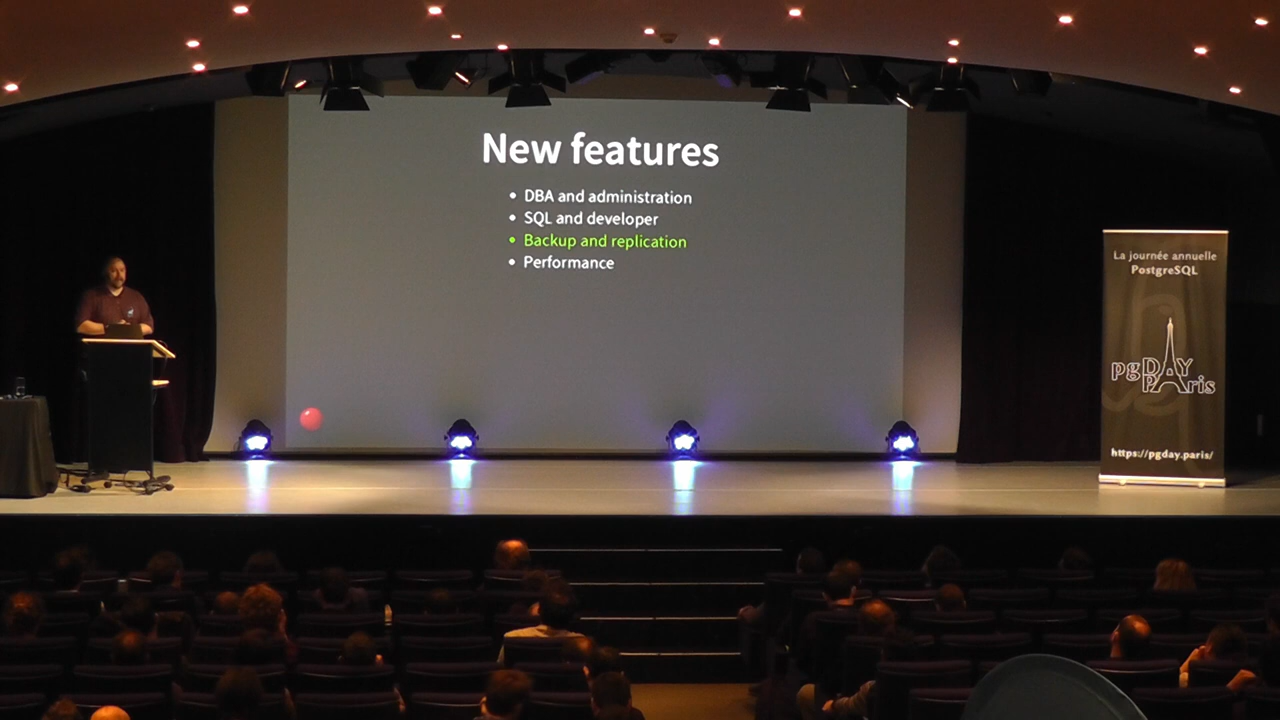 New features
• DBA and administration
• SQL and developer
• Backup and replication
• Performance
La journée annuelle
PostgreSQL
pgDAY
PAris
https://pgday.paris/